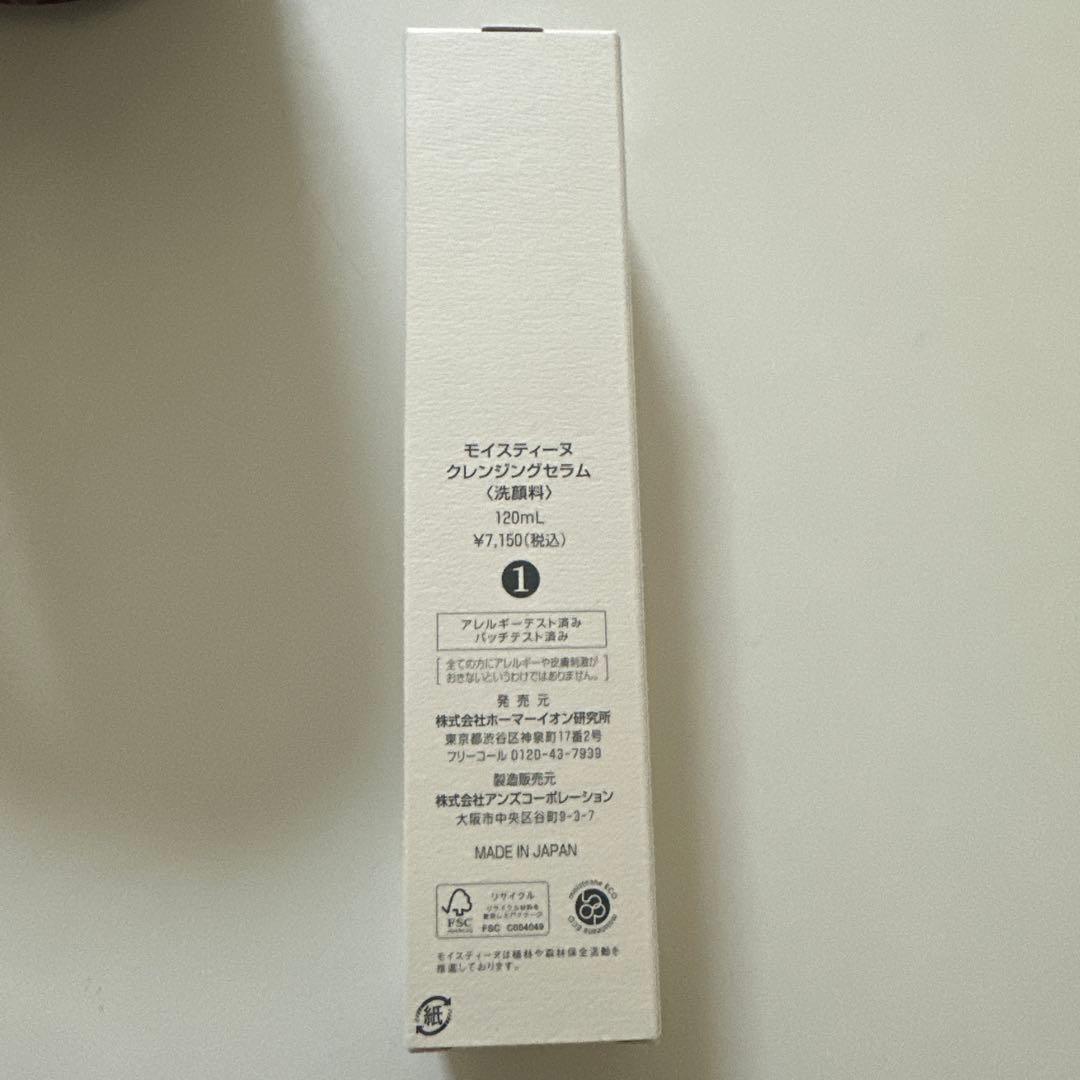 モイスティーヌ
クレンジングセラム
〈洗顔料〉
120mL
¥7,150(税込)
1
アレルギーテスト済み
パッチテスト済み
全ての方にアレルギーや皮膚刺激が
おきないというわけではありません。
発売元
株式会社ホーマーイオン研究所
東京都渋谷区神泉町17番2号
フリーコール 0120-43-7939
製造販売元
株式会社アンズコーポレーション
大阪市中央区谷町9-3-7
MADE IN JAPAN
リサイクル
リサイクル材料を
FSC
FSC C004049
モイスティーヌは植林や森林保全活動を
推進しております。
紙